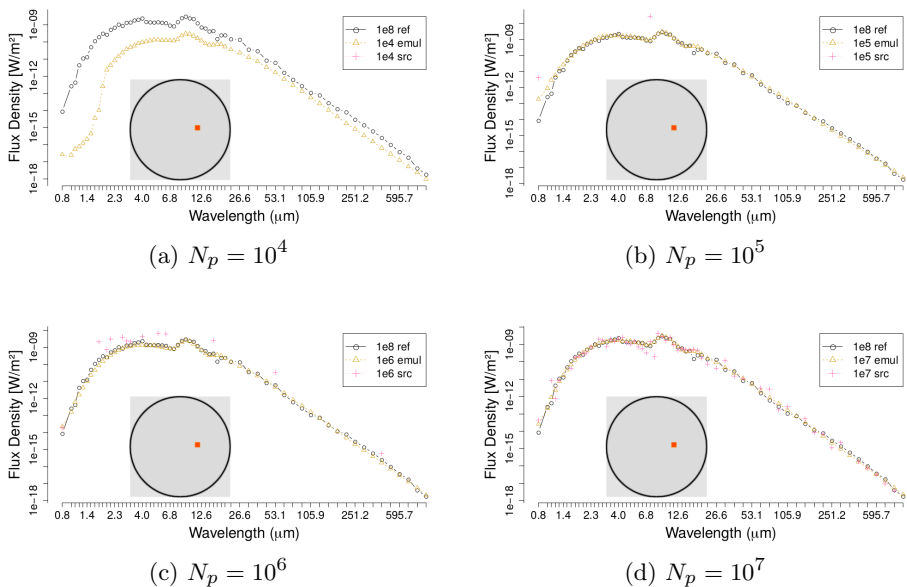 Flux Density [W/m²]
1e-09
1e-12
1e-15
1e-18
1e8 ref
1e4 emul
1e4 src
0.8 1.4 2.3 4.0 6.8 12.6 26.6 53.1 105.9 251.2 595.7
Wavelength (μm)
(a) N_p = 10^4
Flux Density [W/m²]
1e-09
1e-12
1e-15
1e-18
1e8 ref
1e5 emul
1e5 src
0.8 1.4 2.3 4.0 6.8 12.6 26.6 53.1 105.9 251.2 595.7
Wavelength (μm)
(b) N_p = 10^5
Flux Density [W/m²]
1e-09
1e-12
1e-15
1e-18
1e8 ref
1e6 emul
1e6 src
0.8 1.4 2.3 4.0 6.8 12.6 26.6 53.1 105.9 251.2 595.7
Wavelength (μm)
(c) N_p = 10^6
Flux Density [W/m²]
1e-09
1e-12
1e-15
1e-18
1e8 ref
1e7 emul
1e7 src
0.8 1.4 2.3 4.0 6.8 12.6 26.6 53.1 105.9 251.2 595.7
Wavelength (μm)
(d) N_p = 10^7